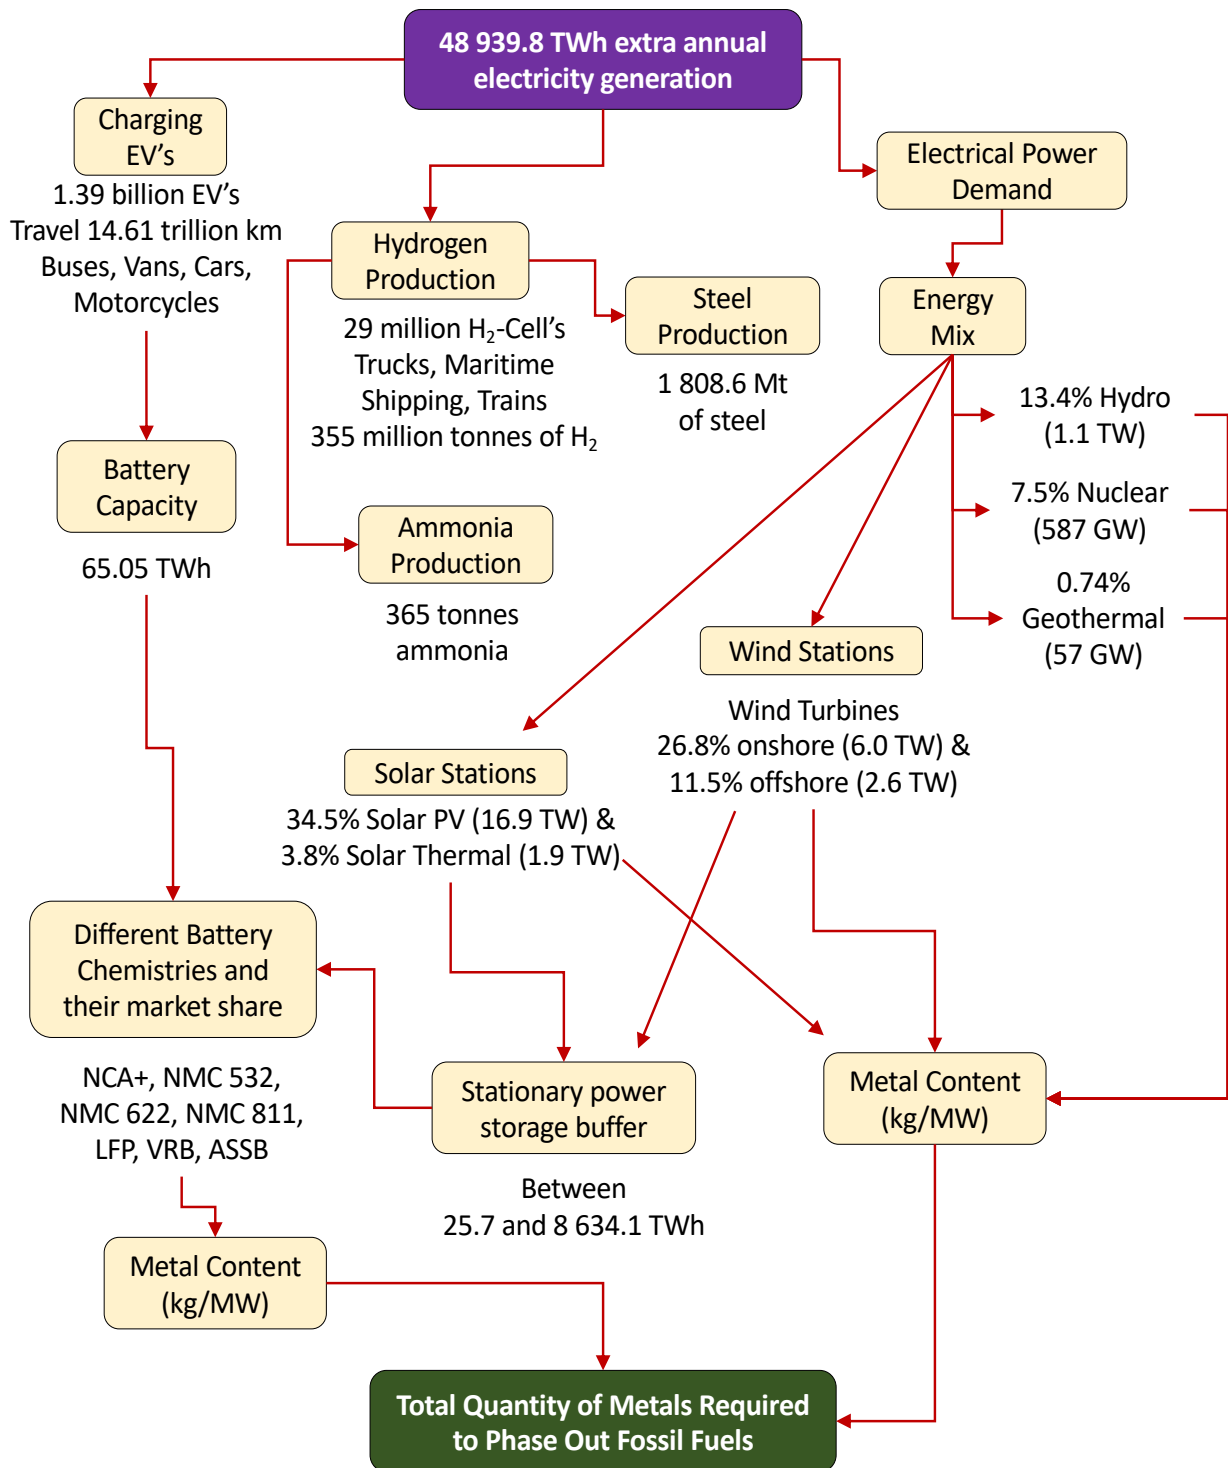 48 939.8 TWh extra annual
electricity generation
Charging
EV’s
1.39 billion EV’s
Travel 14.61 trillion km
Buses, Vans, Cars,
Motorcycles
Electrical Power
Demand
Hydrogen
Production
29 million H₂-Cell’s
Trucks, Maritime
Shipping, Trains
355 million tonnes of H₂
Steel
Production
1 808.6 Mt
of steel
Energy
Mix
13.4% Hydro
(1.1 TW)
7.5% Nuclear
(587 GW)
0.74%
Geothermal
(57 GW)
Battery
Capacity
65.05 TWh
Ammonia
Production
365 tonnes
ammonia
Wind Stations
Wind Turbines
26.8% onshore (6.0 TW) &
11.5% offshore (2.6 TW)
Solar Stations
34.5% Solar PV (16.9 TW) &
3.8% Solar Thermal (1.9 TW)
Different Battery
Chemistries and
their market share
NCA+, NMC 532,
NMC 622, NMC 811,
LFP, VRB, ASSB
Stationary power
storage buffer
Between
25.7 and 8 634.1 TWh
Metal Content
(kg/MW)
Metal Content
(kg/MW)
Total Quantity of Metals Required
to Phase Out Fossil Fuels